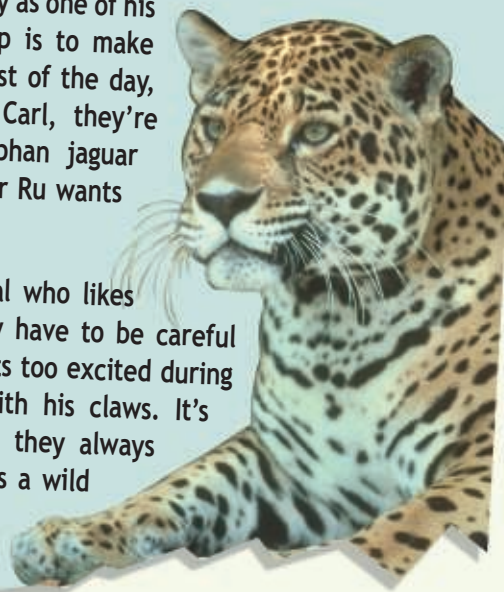 y as one of his
p is to make
st of the day,
Carl, they're
phan jaguar
r Ru wants
al who likes
y have to be careful
ts too excited during
ith his claws. It's
they always
s a wild